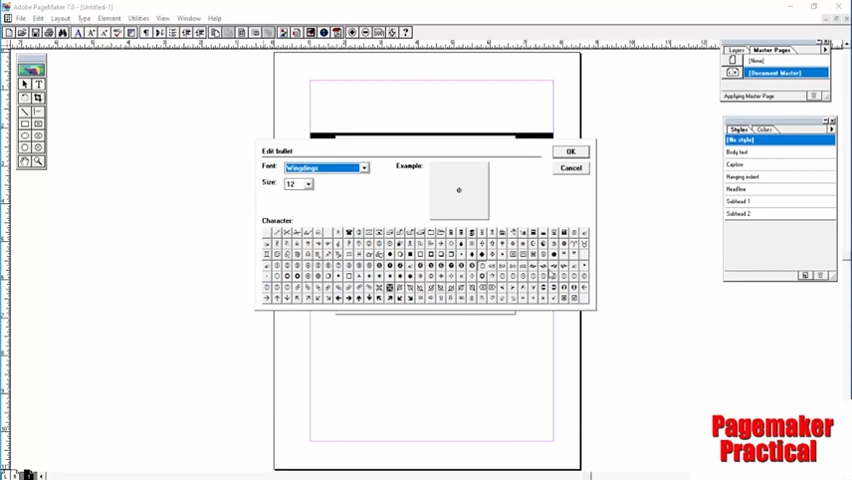 Adobe PageMaker 7.0 - [Untitled-1]
File Edit Layout Type Element Utilities View Window Help
Layers Master Pages
[None]
[Document Master]
Applying Master Page
Styles Colors
[No style]
Body text
Caption
Hanging indent
Headline
Subhead 1
Subhead 2
Edit bullet
OK
Font: Wingdings
Example:
Cancel
Size: 12
Character:
Pagemaker
Practical